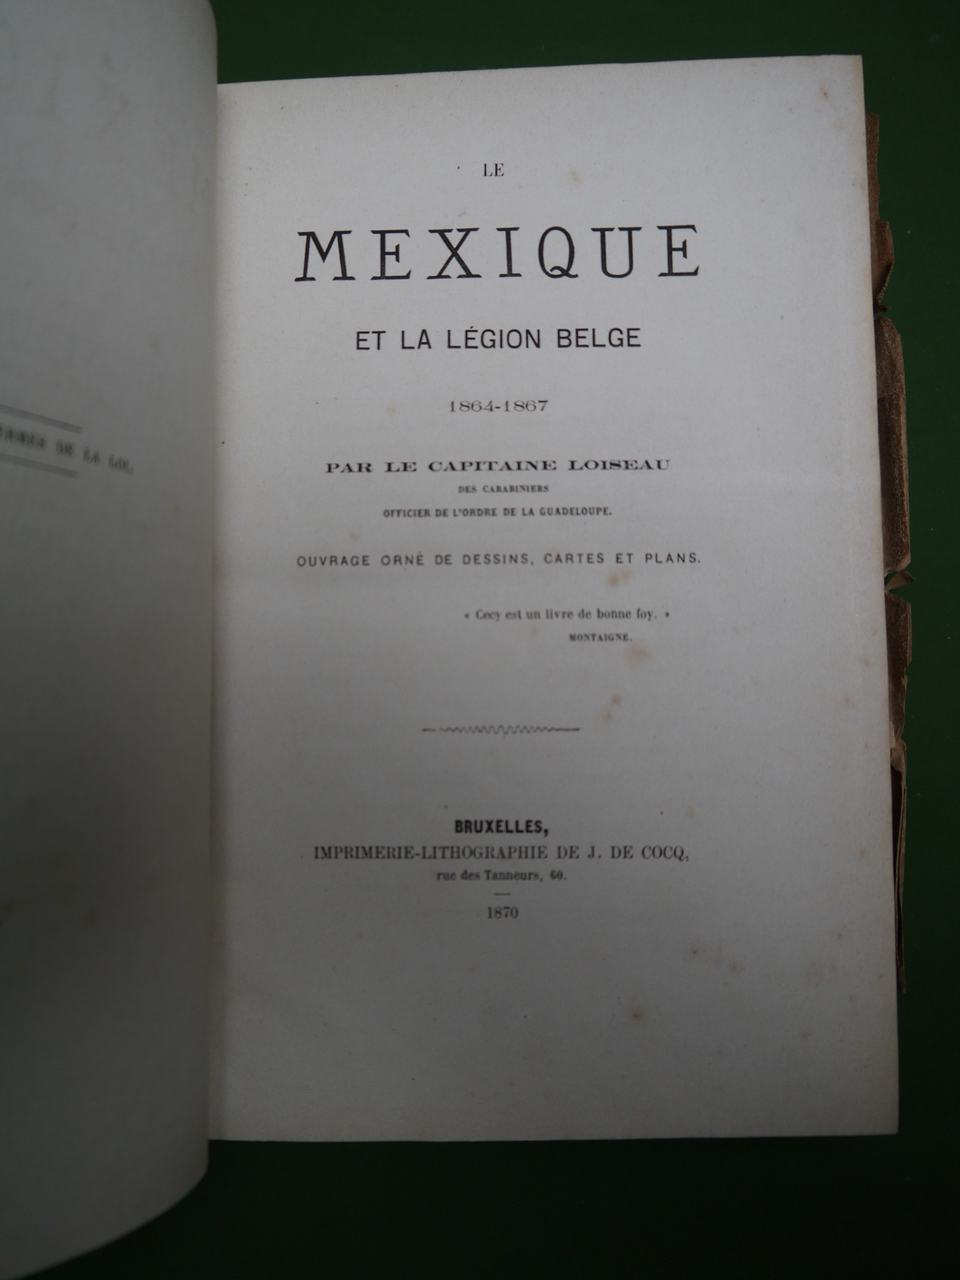 DE LA LOI.
LE
MEXIQUE
ET LA LÉGION BELGE
1864-1867
PAR LE CAPITAINE LOISEAU
DES CARABINIERS
OFFICIER DE L'ORDRE DE LA GUADELOUPE.
OUVRAGE ORNÉ DE DESSINS, CARTES ET PLANS.
« Cecy est un livre de bonne foy. »
MONTAIGNE.
BRUXELLES,
IMPRIMERIE-LITHOGRAPHIE DE J. DE COCQ,
rue des Tanneurs, 60.
1870